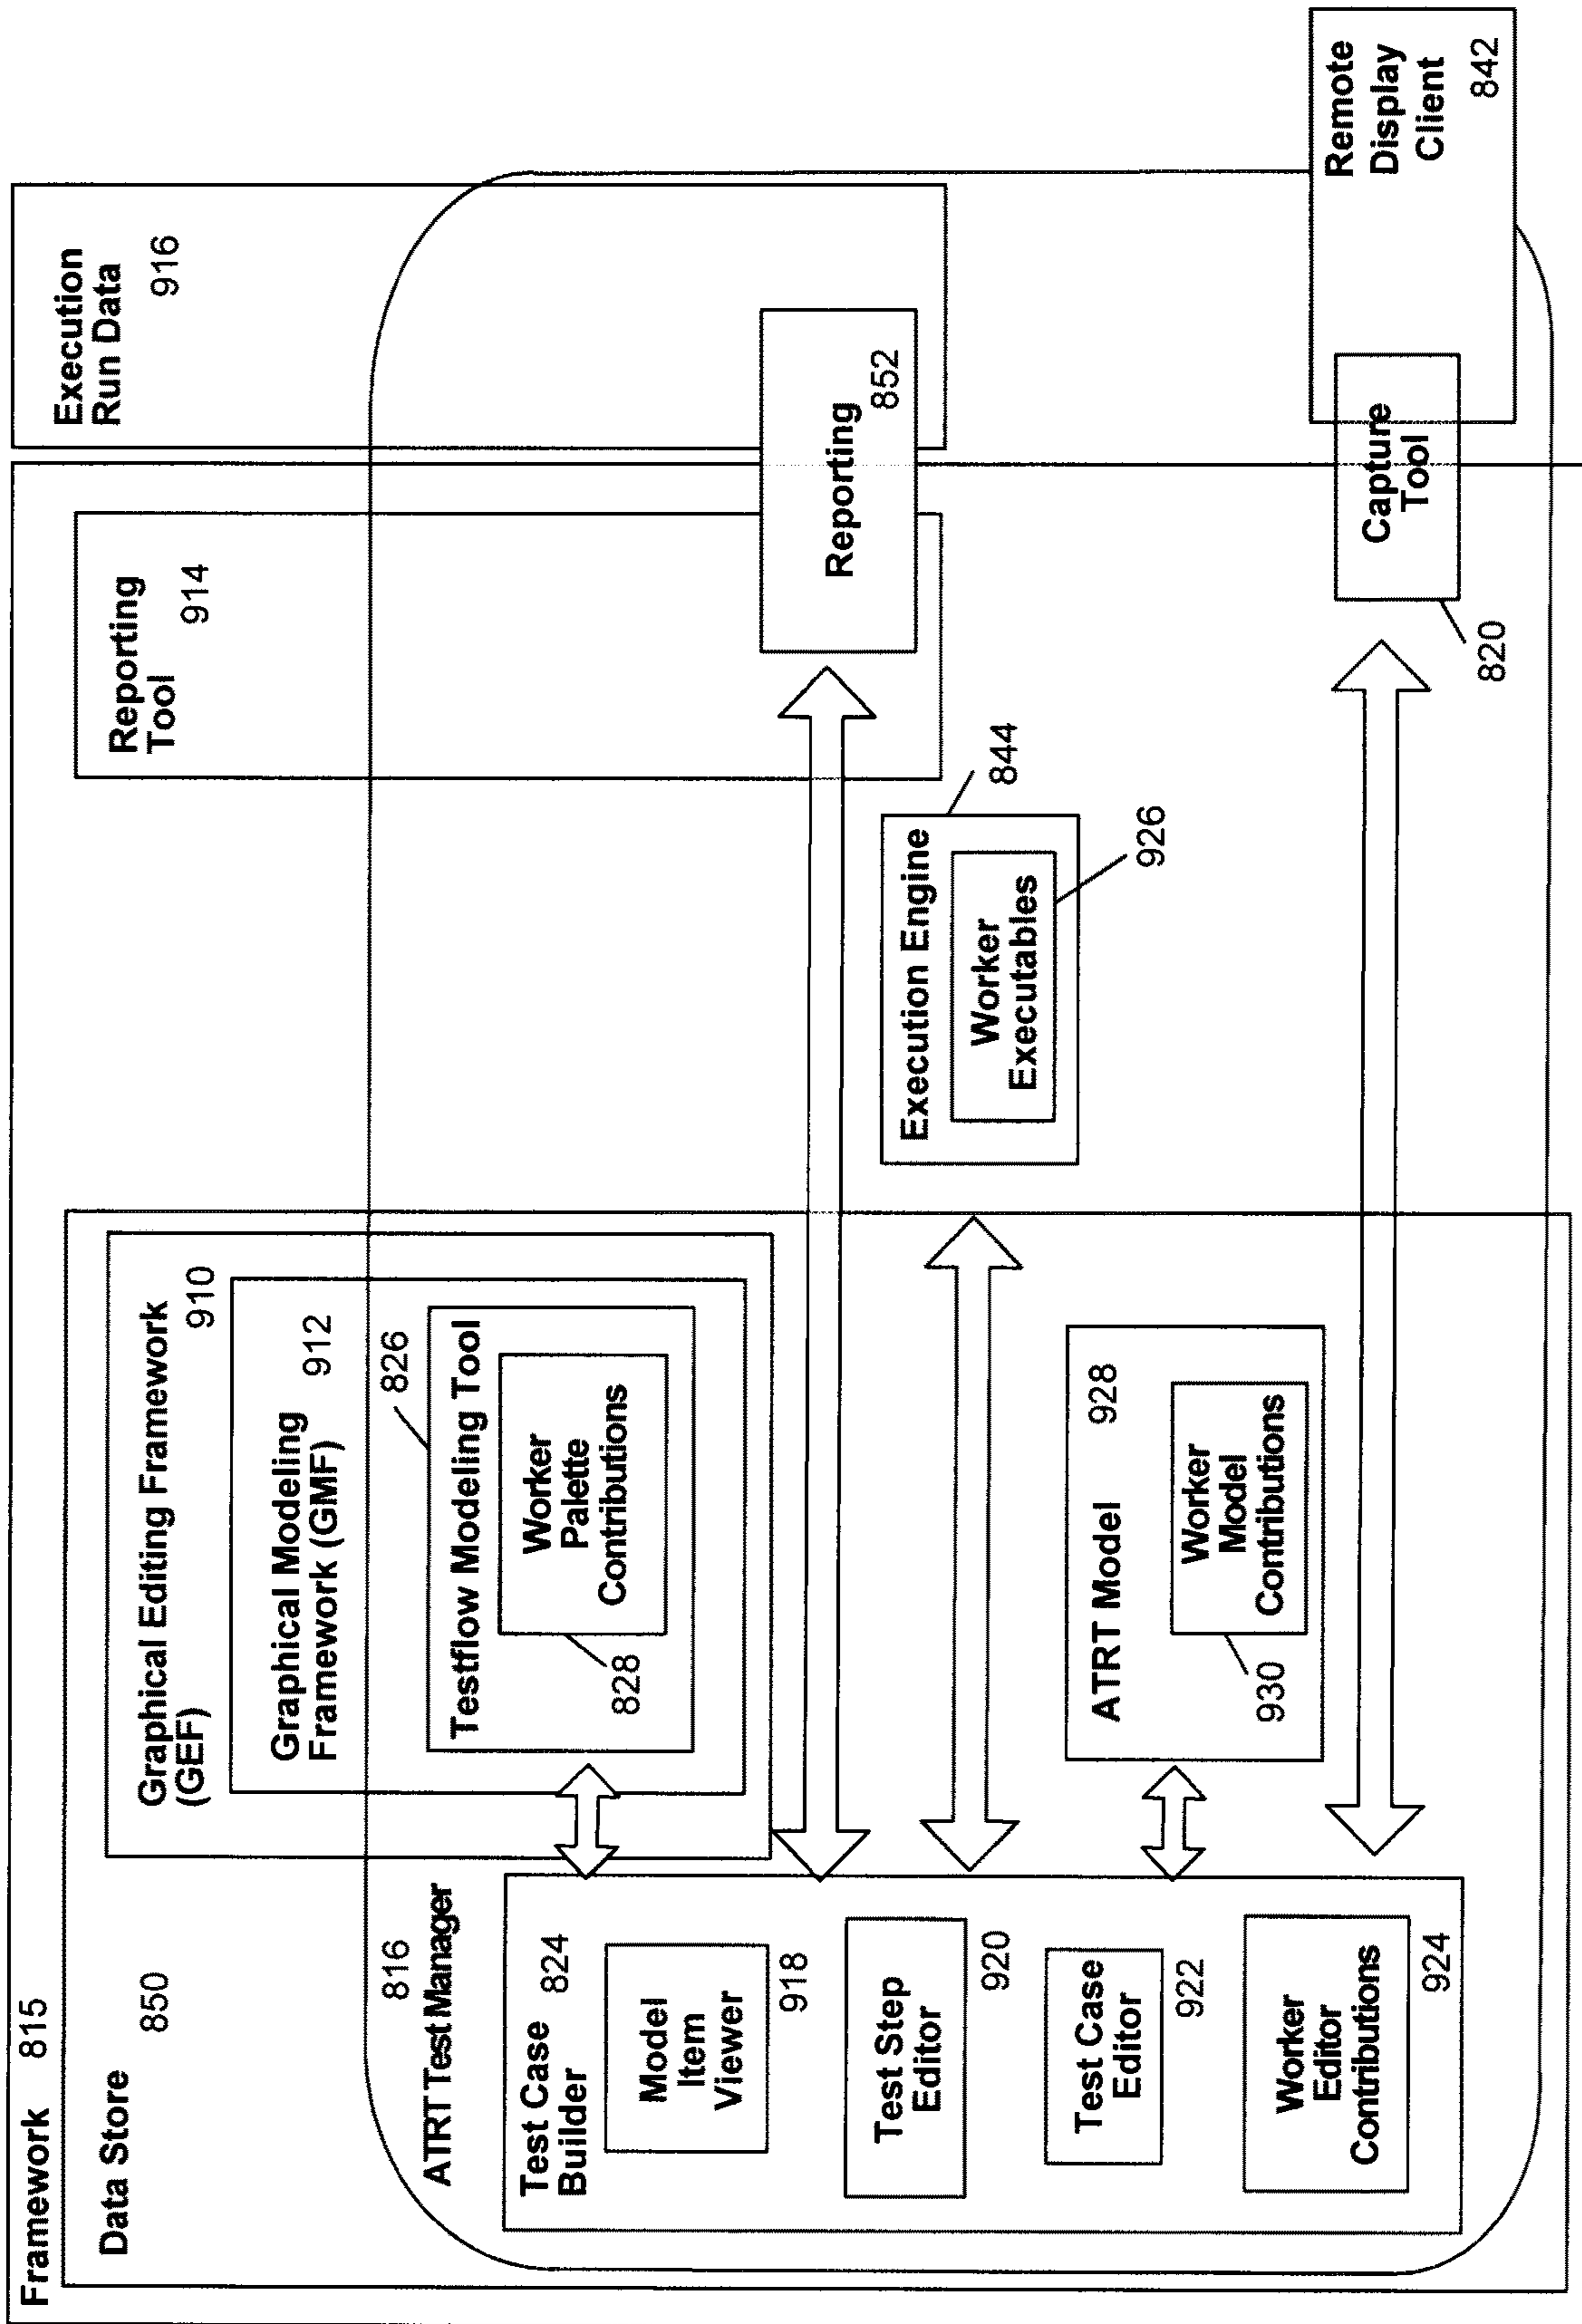 Framework 815
Data Store
850
Graphical Editing Framework
(GEF)
910
Graphical Modeling
Framework (GMF)
912
826
Testflow Modeling Tool
Worker
Palette
Contributions
828
Reporting
Tool
914
Execution
Run Data
916
816
ATRT Test Manager
Test Case
Builder
824
Model
Item
Viewer
918
Test Step
Editor
920
Test Case
Editor
922
Worker
Editor
Contributions
924
ATRT Model
928
Worker
Model
Contributions
930
Execution Engine
844
Worker
Executables
926
Reporting
852
Capture
Tool
820
Remote
Display
Client
842